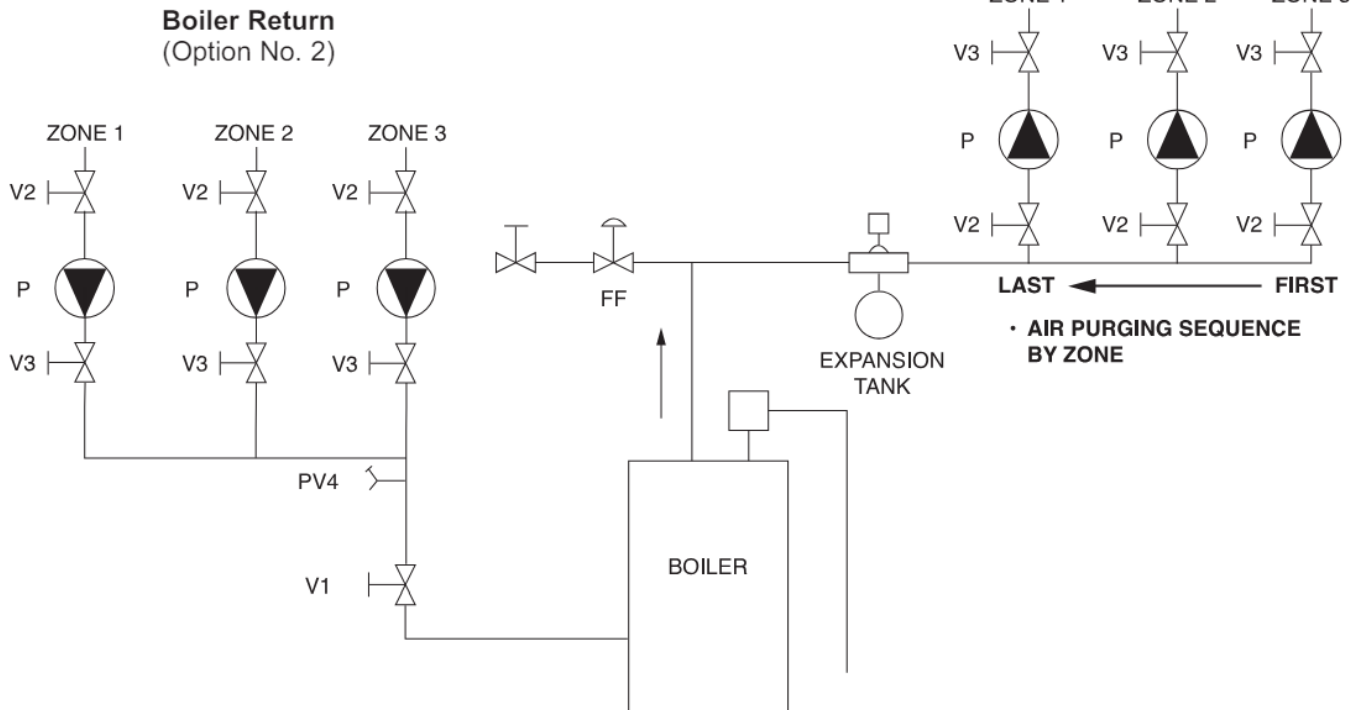 Boiler Return
(Option No. 2)
ZONE 1 ZONE 2 ZONE 3
V2 V2 V2
P P P
V3 V3 V3
PV4
V1
FF
EXPANSION
TANK
BOILER
V3 V3 V3
P P P
V2 V2 V2
LAST FIRST
• AIR PURGING SEQUENCE
BY ZONE